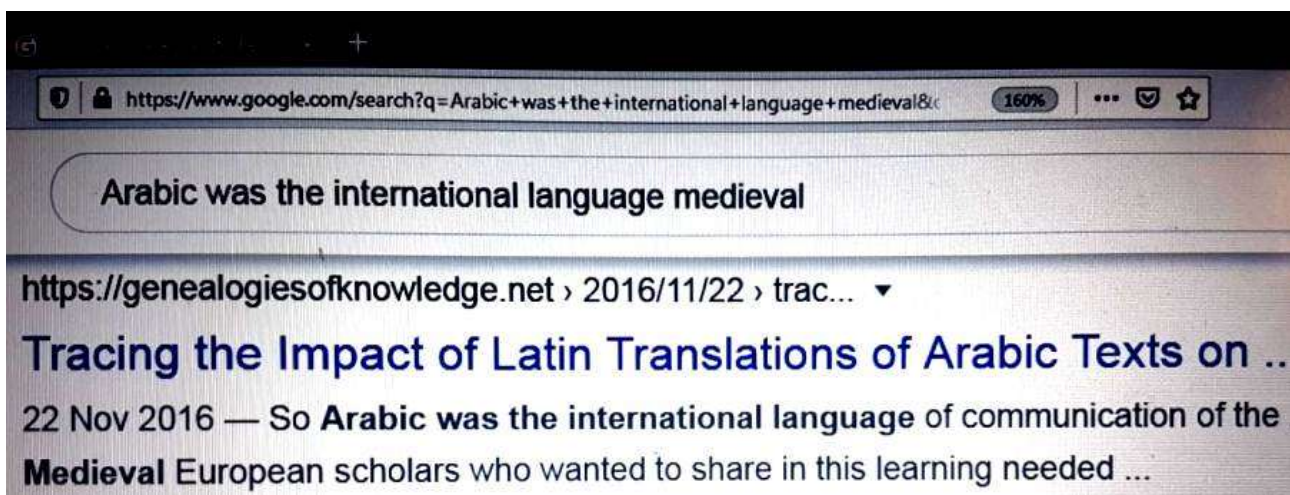 https://www.google.com/search?q=Arabic+was+the+international+language+medieval& 160%
Arabic was the international language medieval
https://genealogiesofknowledge.net › 2016/11/22 › trac...
Tracing the Impact of Latin Translations of Arabic Texts on ..
22 Nov 2016 — So Arabic was the international language of communication of the
Medieval European scholars who wanted to share in this learning needed ...